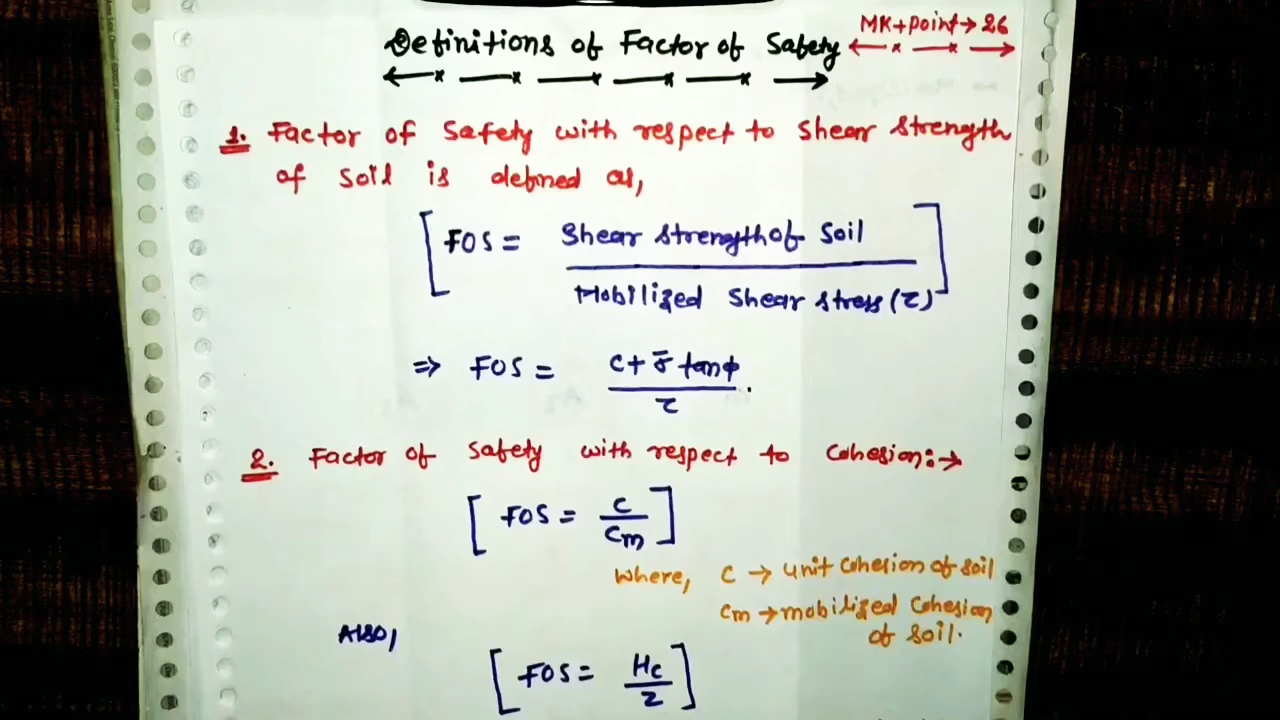 Definitions of Factor of Safety
MK+point→26
1. Factor of safety with respect to shear strength
of soil is defined as,
[FOS = Shear strength of soil / Mobilized shear stress (τ)]
⇒ FOS = c + σ̄ tanφ / τ.
2. Factor of safety with respect to cohesion:→
[FOS = c / cm]
where, c → unit cohesion of soil
cm → mobilized cohesion
of soil.
Also,
[FOS = Hc / z]